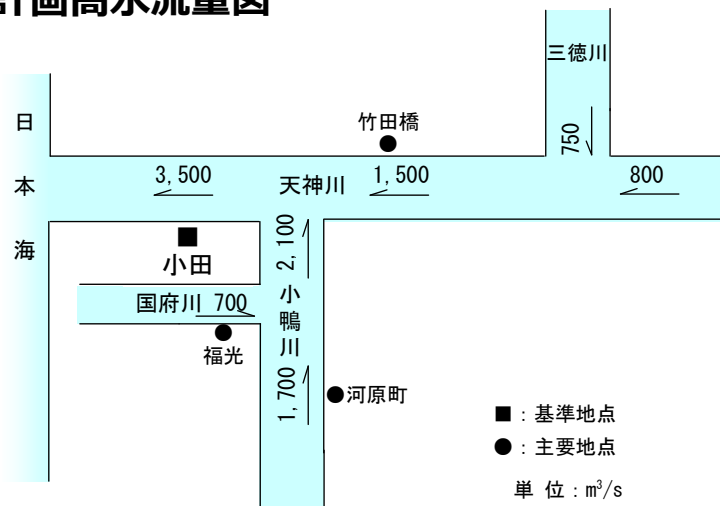 計画高水流量図
三徳川
750
日本海
竹田橋
3,500
天神川
1,500
800
小田
2,100
国府川 700
小鴨川
福光
1,700
河原町
■：基準地点
●：主要地点
単 位：m³/s